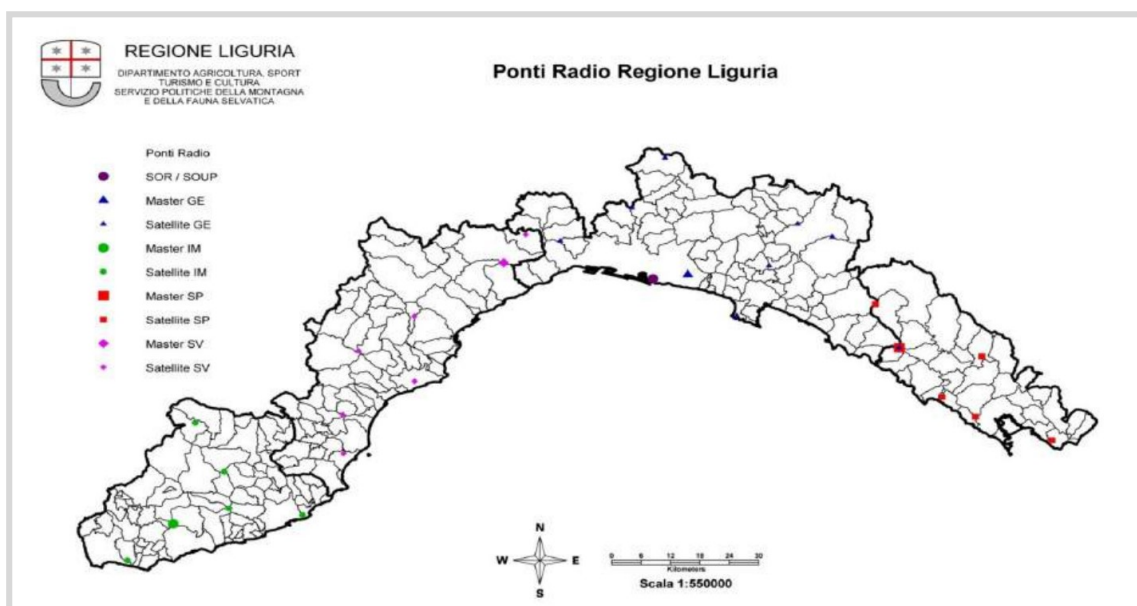 REGIONE LIGURIA
DIPARTIMENTO AGRICOLTURA, SPORT
TURISMO E CULTURA
SERVIZIO POLITICHE DELLA MONTAGNA
E DELLA FAUNA SELVATICA
Ponti Radio Regione Liguria
Ponti Radio
SOR / SOUP
Master GE
Satellite GE
Master IM
Satellite IM
Master SP
Satellite SP
Master SV
Satellite SV
N
W E
S
0 6 12 18 24 30
Kilometers
Scala 1:550000